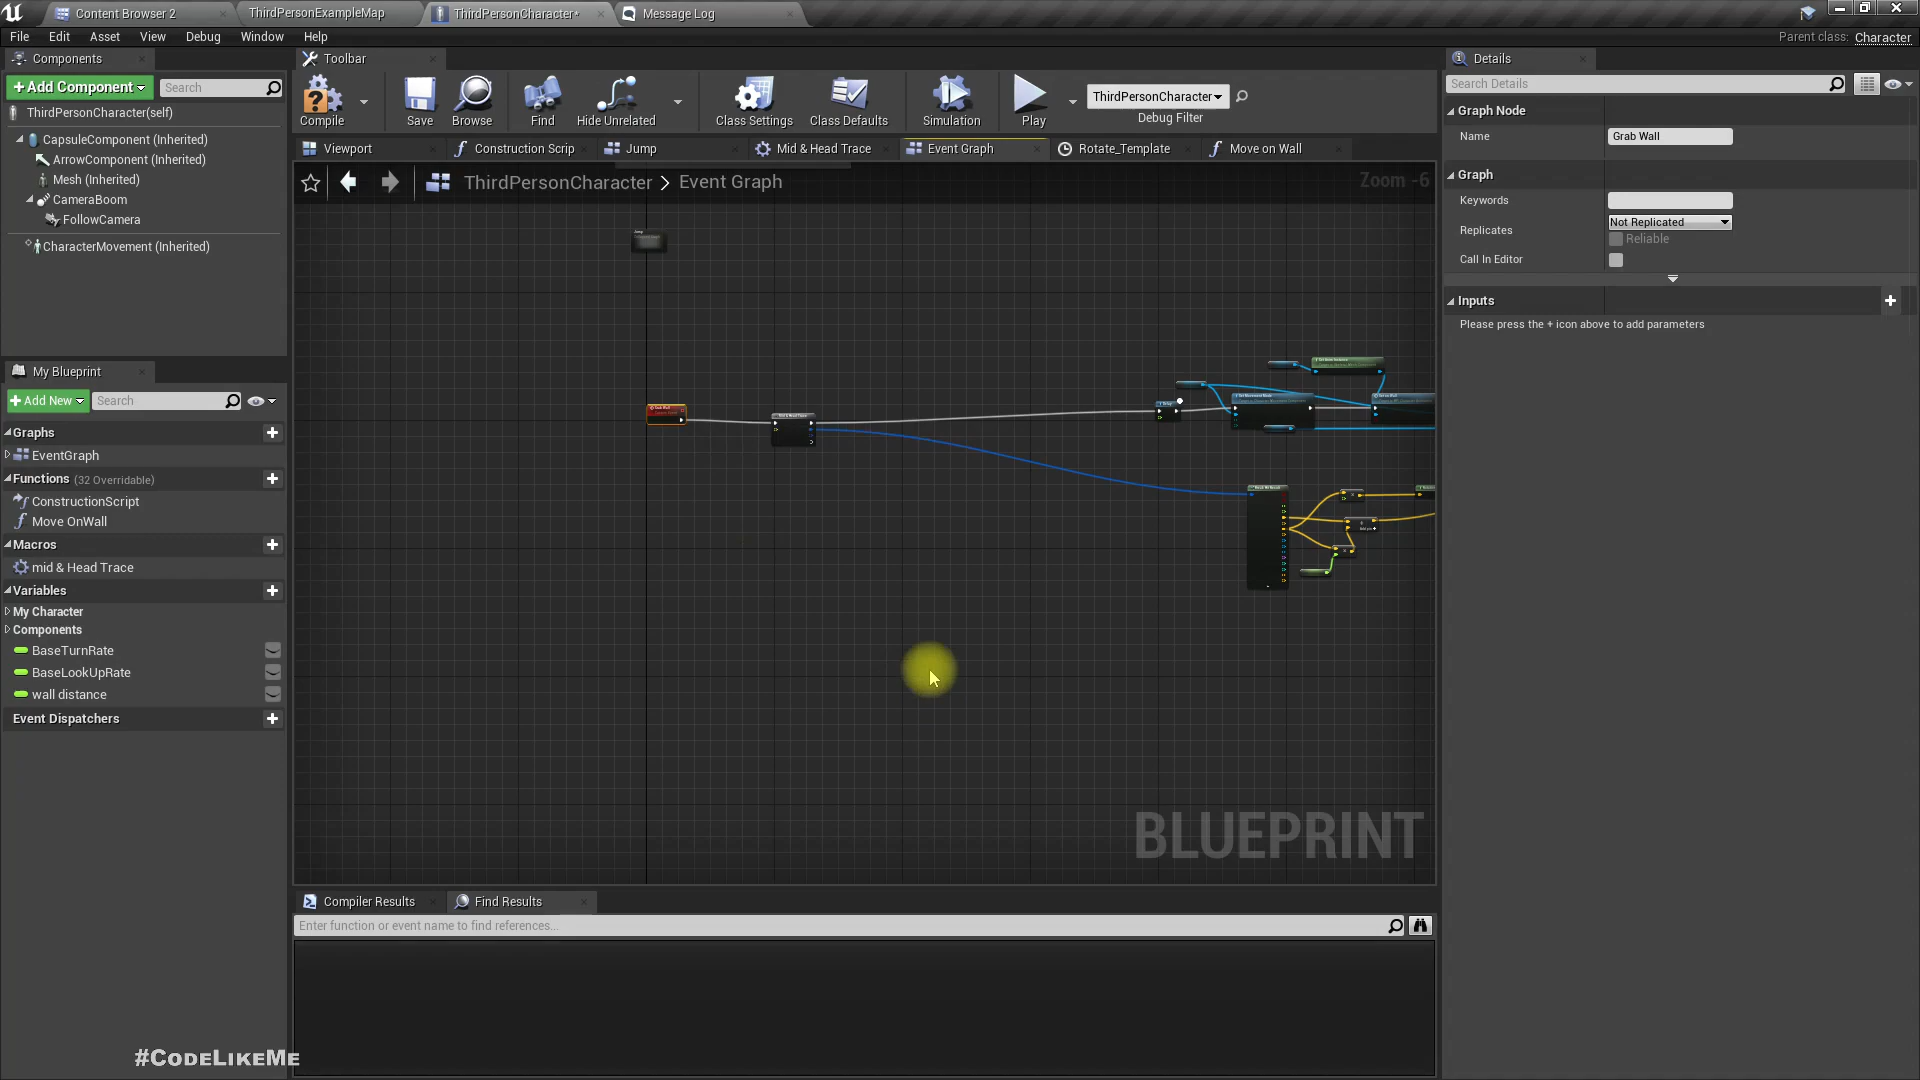 Content Browser 2
ThirdPersonExampleMap
ThirdPersonCharacter*
Message Log
File Edit Asset View Debug Window Help
Parent class: Character
Components
+Add Component
Search
ThirdPersonCharacter(self)
CapsuleComponent (Inherited)
ArrowComponent (Inherited)
Mesh (Inherited)
CameraBoom
FollowCamera
CharacterMovement (Inherited)
Toolbar
Compile
Save
Browse
Find
Hide Unrelated
Class Settings
Class Defaults
Simulation
Play
ThirdPersonCharacter
Debug Filter
Viewport
Construction Scrip
Jump
Mid & Head Trace
Event Graph
Rotate_Template
Move on Wall
ThirdPersonCharacter > Event Graph
Zoom -6
Jump
BLUEPRINT
My Blueprint
+Add New
Search
Graphs
EventGraph
Functions (32 Overridable)
ConstructionScript
Move OnWall
Macros
mid & Head Trace
Variables
My Character
Components
BaseTurnRate
BaseLookUpRate
wall distance
Event Dispatchers
Compiler Results
Find Results
Enter function or event name to find references...
Details
Search Details
Graph Node
Name
Grab Wall
Graph
Keywords
Replicates
Not Replicated
Reliable
Call In Editor
Inputs
Please press the + icon above to add parameters
#CodeLikeMe